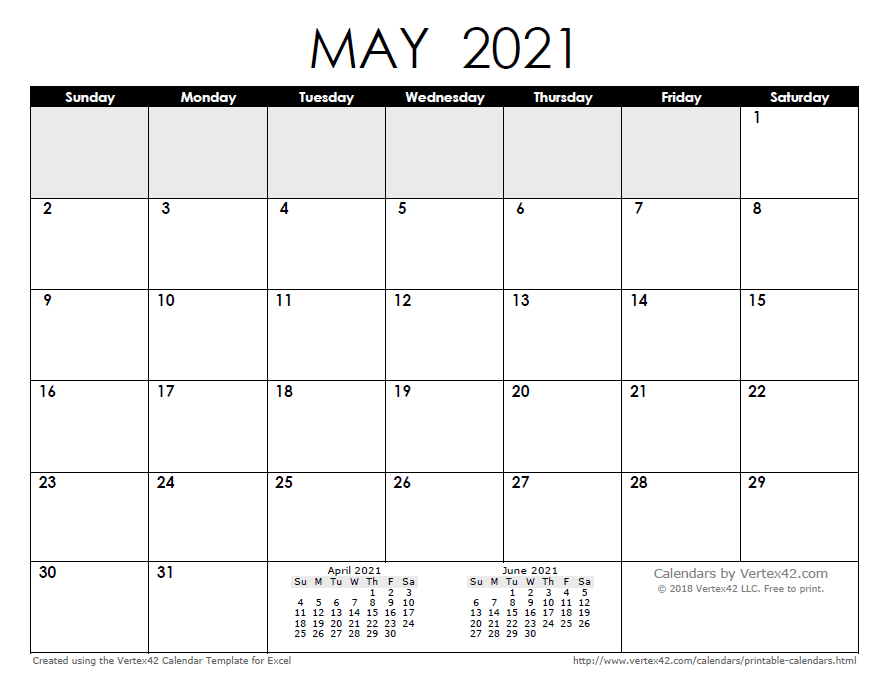 MAY 2021
Sunday Monday Tuesday Wednesday Thursday Friday Saturday
1
2 3 4 5 6 7 8
9 10 11 12 13 14 15
16 17 18 19 20 21 22
23 24 25 26 27 28 29
30 31
April 2021
Su M Tu W Th F Sa
1 2 3
4 5 6 7 8 9 10
11 12 13 14 15 16 17
18 19 20 21 22 23 24
25 26 27 28 29 30
June 2021
Su M Tu W Th F Sa
1 2 3 4 5
6 7 8 9 10 11 12
13 14 15 16 17 18 19
20 21 22 23 24 25 26
27 28 29 30
Calendars by Vertex42.com
© 2018 Vertex42 LLC. Free to print.
Created using the Vertex42 Calendar Template for Excel
http://www.vertex42.com/calendars/printable-calendars.html